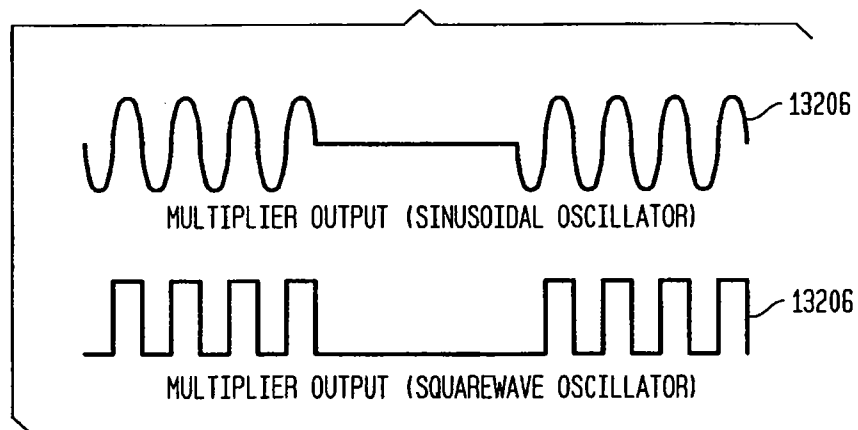 13206
MULTIPLIER OUTPUT (SINUSOIDAL OSCILLATOR)
13206
MULTIPLIER OUTPUT (SQUAREWAVE OSCILLATOR)